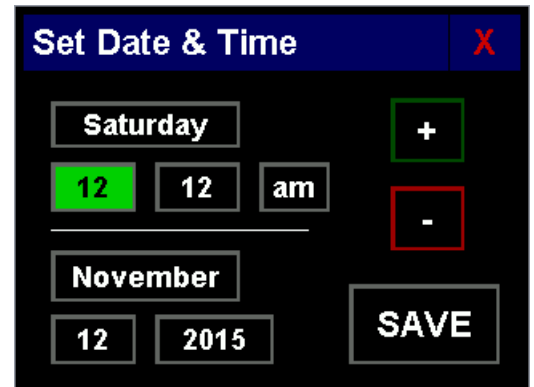 Set Date & Time X
Saturday +
12 12 am
-
November
12 2015 SAVE